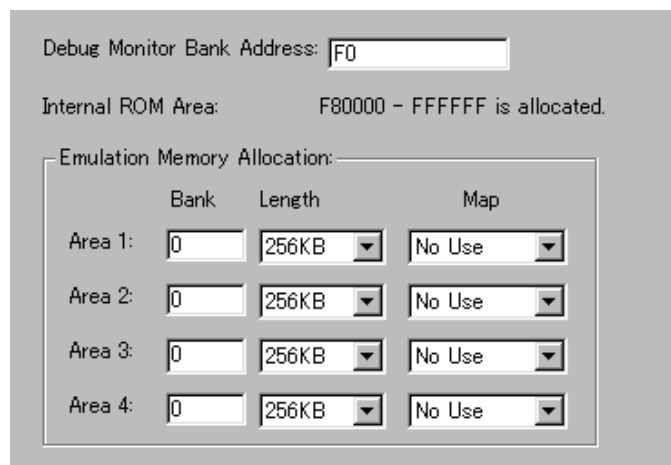 Debug Monitor Bank Address: F0
Internal ROM Area: F80000 - FFFFFF is allocated.
Emulation Memory Allocation:
Bank Length Map
Area 1: 0 256KB No Use
Area 2: 0 256KB No Use
Area 3: 0 256KB No Use
Area 4: 0 256KB No Use